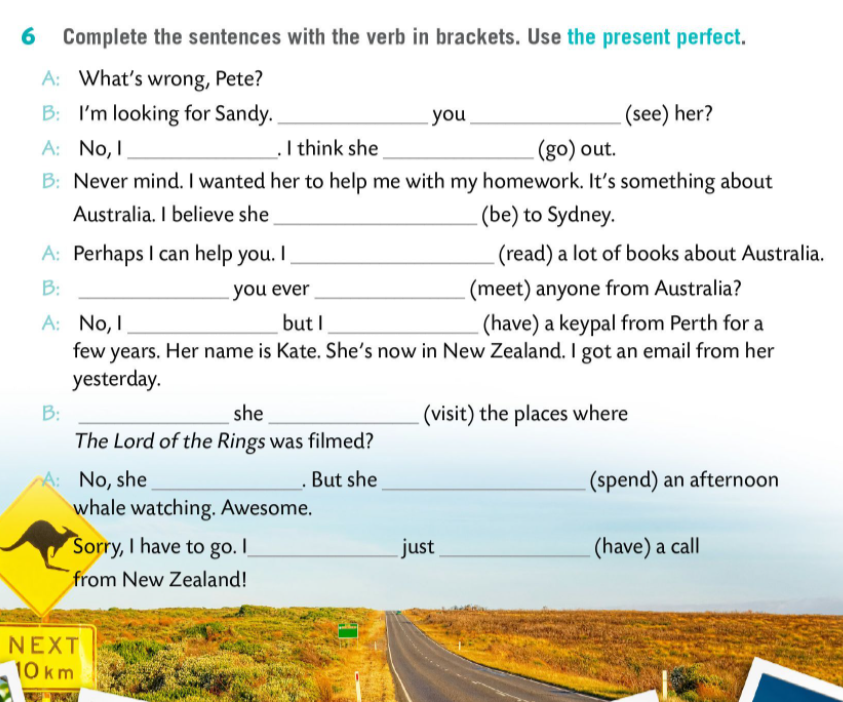 6 Complete the sentences with the verb in brackets. Use the present perfect.
A: What's wrong, Pete?
B: I'm looking for Sandy. ______________ you ______________ (see) her?
A: No, I ______________. I think she ______________ (go) out.
B: Never mind. I wanted her to help me with my homework. It's something about
Australia. I believe she ___________________ (be) to Sydney.
A: Perhaps I can help you. I ___________________ (read) a lot of books about Australia.
B: ______________ you ever ______________ (meet) anyone from Australia?
A: No, I ______________ but I ______________ (have) a keypal from Perth for a
few years. Her name is Kate. She's now in New Zealand. I got an email from her
yesterday.
B: ______________ she ______________ (visit) the places where
The Lord of the Rings was filmed?
A: No, she ______________. But she ___________________ (spend) an afternoon
whale watching. Awesome.
Sorry, I have to go. I ______________ just ______________ (have) a call
from New Zealand!
NEXT
10 km